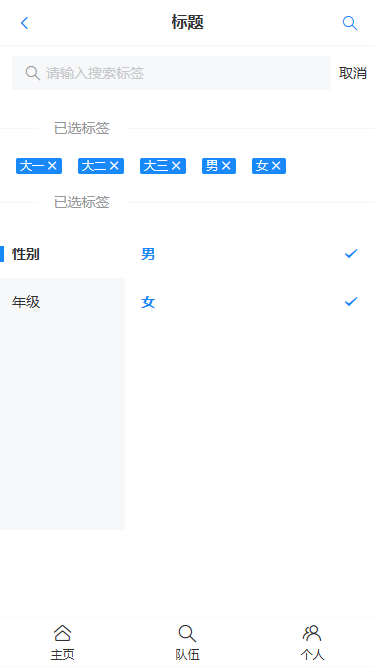 标题
请输入搜索标签 取消
已选标签
大一 大二 大三 男 女
已选标签
性别 男
年级 女
主页 队伍 个人